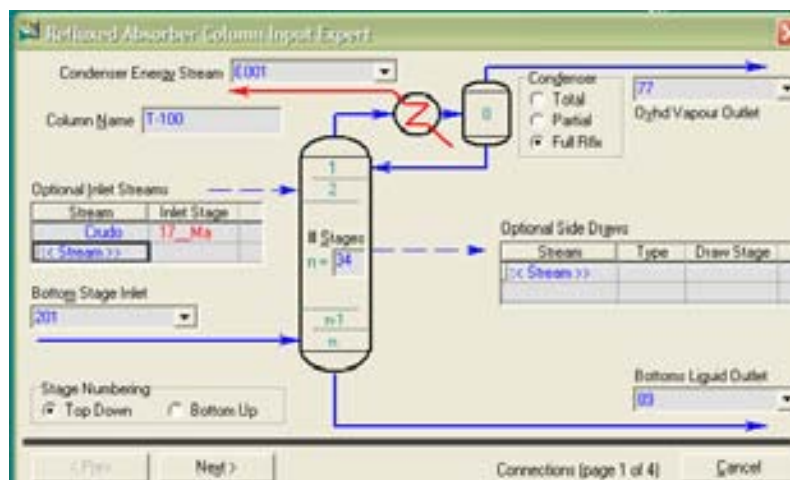 Refluxed Absorber Column Input Expert
Condenser Energy Stream E001
Column Name T-100
Condenser
Total
Partial
Full Rflx
77
Ovhd Vapour Outlet
0
1
2
Optional Inlet Streams
Stream Inlet Stage
Crudo 17__Ma
<< Stream >>
# Stages
n = 34
Optional Side Draws
Stream Type Draw Stage
<< Stream >>
Bottom Stage Inlet
201
n-1
n
Stage Numbering
Top Down Bottom Up
Bottoms Liquid Outlet
< Prev Next > Connections (page 1 of 4) Cancel